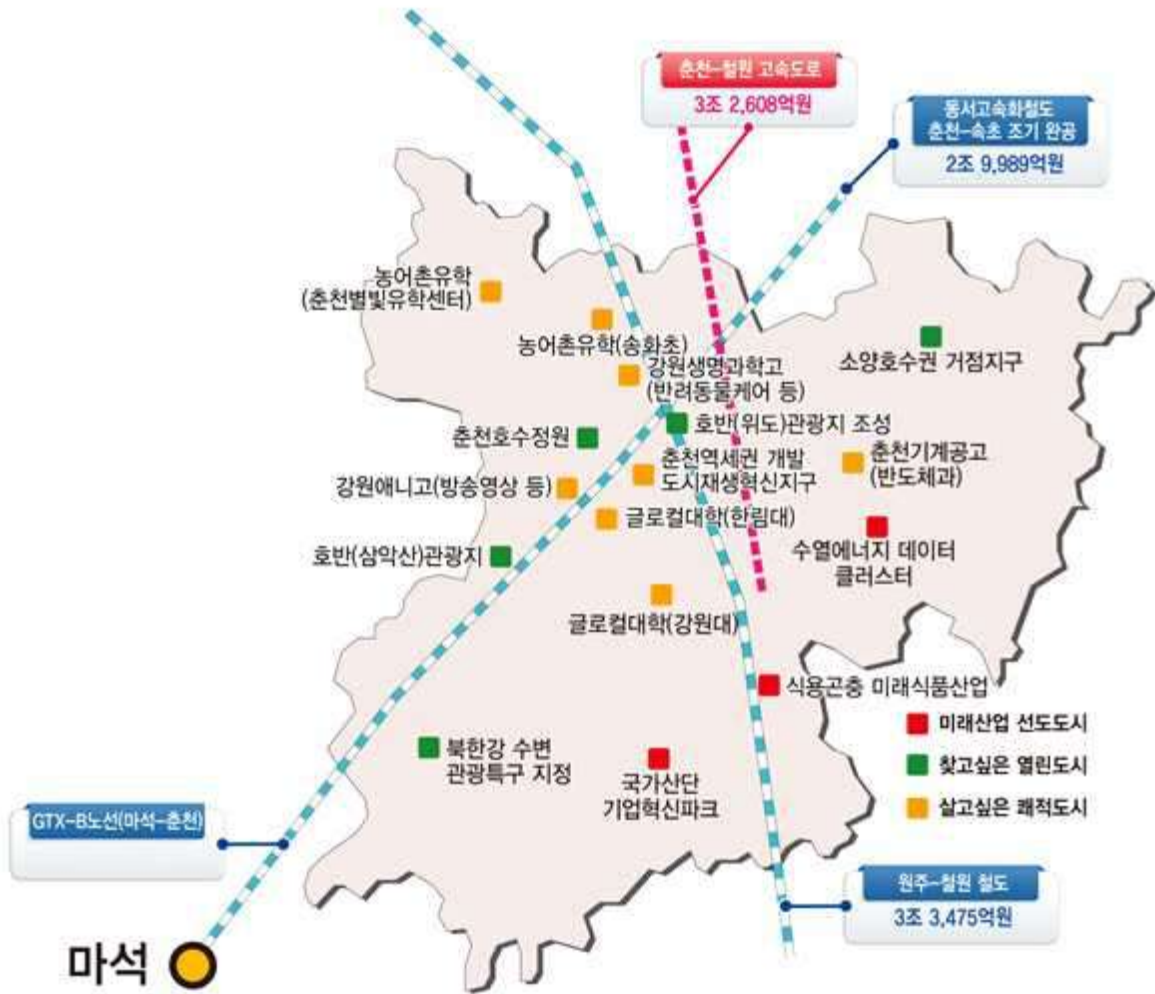 춘천-철원 고속도로
3조 2,608억원
동서고속화철도
춘천-속초 조기 완공
2조 9,989억원
농어촌유학
(춘천별빛유학센터)
농어촌유학(송화초)
강원생명과학고
(반려동물케어 등)
소양호수권 거점지구
호반(위도)관광지 조성
춘천호수정원
춘천역세권 개발
도시재생혁신지구
춘천기계공고
(반도체과)
강원애니고(방송영상 등)
글로컬대학(한림대)
수열에너지 데이터
클러스터
호반(삼악산)관광지
글로컬대학(강원대)
식용곤충 미래식품산업
미래산업 선도도시
찾고싶은 열린도시
살고싶은 쾌적도시
북한강 수변
관광특구 지정
국가산단
기업혁신파크
GTX-B노선(마석-춘천)
원주-철원 철도
3조 3,475억원
마석